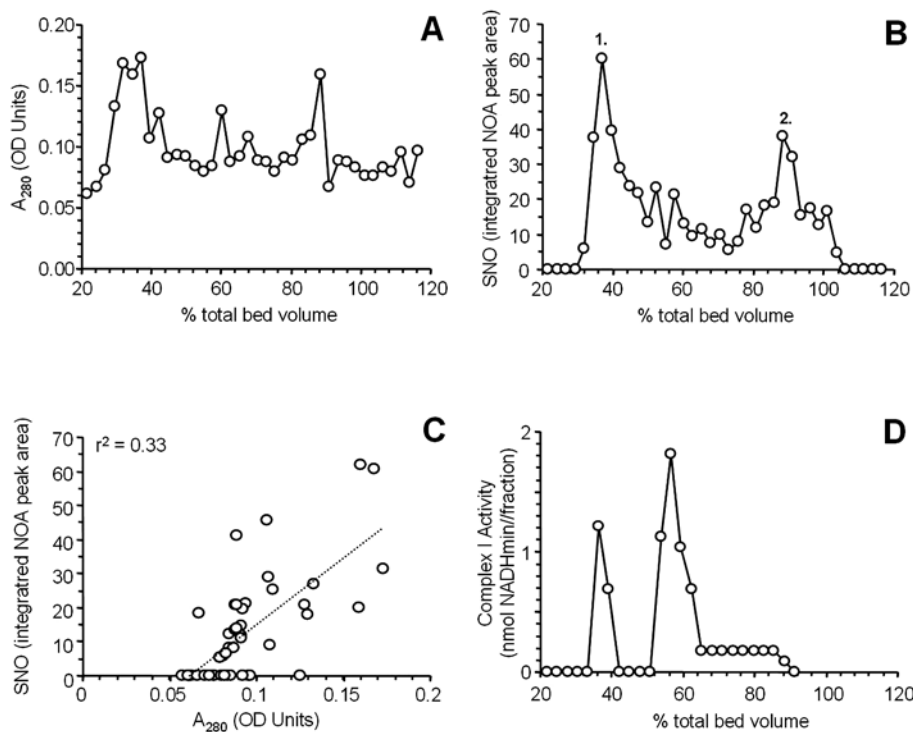 A
A280 (OD Units)
0.20
0.15
0.10
0.05
0.00
20 40 60 80 100 120
% total bed volume
B
SNO (integratred NOA peak area)
70
60
50
40
30
20
10
0
1.
2.
20 40 60 80 100 120
% total bed volume
C
r2 = 0.33
SNO (integratred NOA peak area)
70
60
50
40
30
20
10
0
0.0 0.05 0.1 0.15 0.2
A280 (OD Units)
D
Complex I Activity
(nmol NADHmin//fraction)
2
1
0
20 40 60 80 100 120
% total bed volume